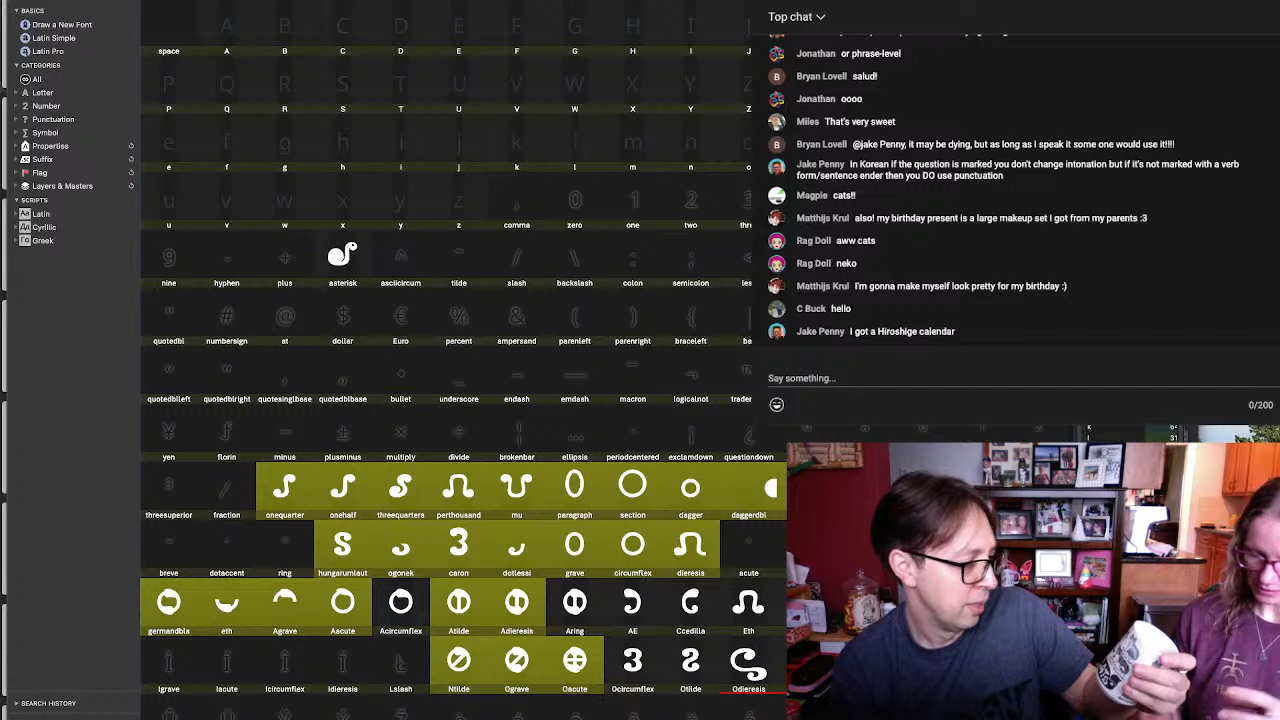 BASICS
Draw a New Font
Latin Simple
Latin Pro
CATEGORIES
All
Letter
Number
Punctuation
Symbol
Properties
Suffix
Flag
Layers & Masters
SCRIPTS
Latin
Cyrillic
Greek
SEARCH HISTORY
A B C D E F G H I
space A B C D E F G H I J
P Q R S T U V W X Y Z
P Q R S T U V W X Y Z
e f g h i j k l m n o
e f g h i j k l m n o
u v w x y z , 0 1 2 3
u v w x y z comma zero one two
9 - + ^ ~ / \ : ;
nine hyphen plus asterisk asciicircum tilde slash backslash colon semicolon
" # @ $ € % & ( ) {
quotedbl numbersign at dollar Euro percent ampersand parenleft parenright braceleft
quotedblleft quotedblright quotesinglbase quotedblbase bullet underscore endash emdash macron logicalnot
¥ ƒ − ± × ÷ ¦ … · ¡ ¿
yen florin minus plusminus multiply divide brokenbar ellipsis periodcentered exclamdown questiondown
threesuperior fraction onequarter onehalf threequarters perthousand mu paragraph section dagger daggerdbl
breve dotaccent ring hungarumlaut ogonek caron dotlessi grave circumflex dieresis acute
germandbls eth Agrave Aacute Acircumflex Atilde Adieresis Aring AE Ccedilla Eth
Igrave Iacute Icircumflex Idieresis Lslash Ntilde Ograve Oacute Ocircumflex Otilde Odieresis
Top chat
Jonathan or phrase-level
Bryan Lovell salud!
Jonathan oooo
Miles That's very sweet
Bryan Lovell @jake Penny, it may be dying, but as long as I speak it some one would use it!!!!
Jake Penny In Korean if the question is marked you don't change intonation but if it's not marked with a verb
form/sentence ender then you DO use punctuation
Magpie cats!!
Matthijs Krul also! my birthday present is a large makeup set I got from my parents :3
Rag Doll aww cats
Rag Doll neko
Matthijs Krul I'm gonna make myself look pretty for my birthday :)
C Buck hello
Jake Penny I got a Hiroshige calendar
Say something...
0/200